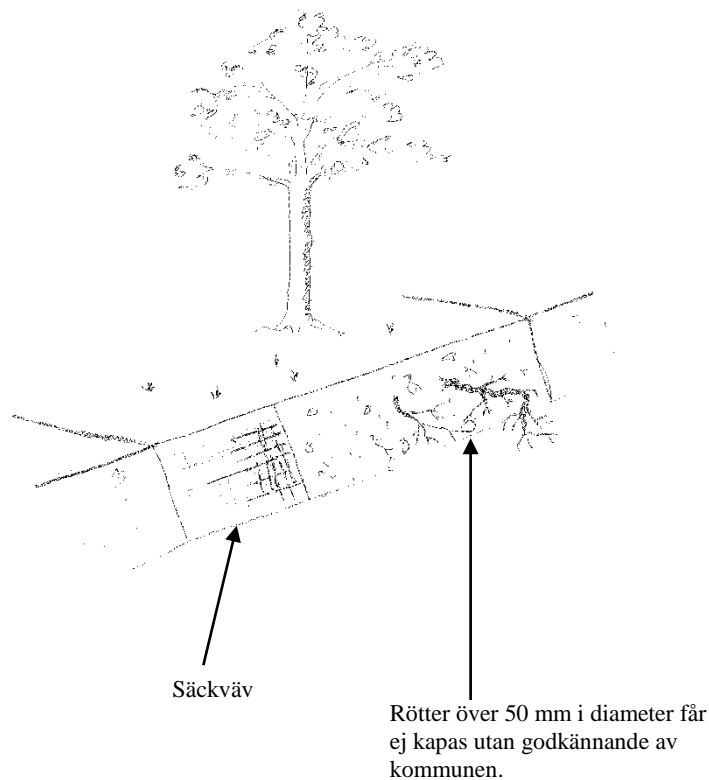 Säckväv
Rötter över 50 mm i diameter får
ej kapas utan godkännande av
kommunen.